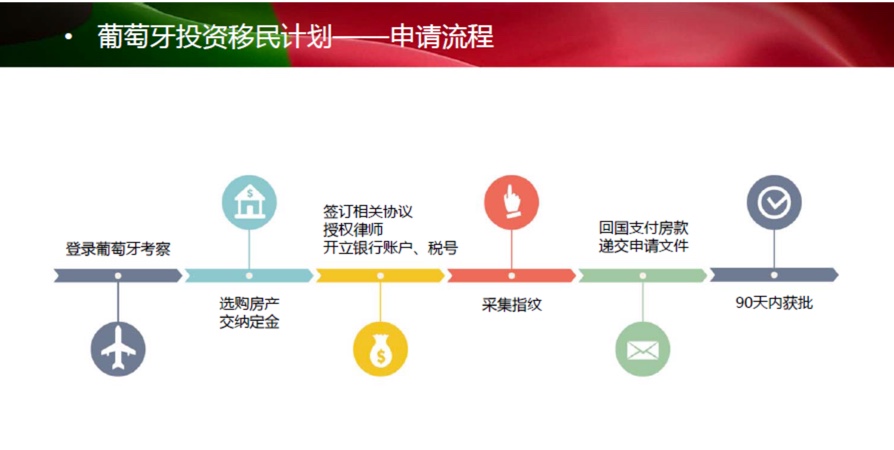 • 葡萄牙投资移民计划——申请流程
登录葡萄牙考察
选购房产
交纳定金
签订相关协议
授权律师
开立银行账户、税号
采集指纹
回国支付房款
递交申请文件
90天内获批
$
$